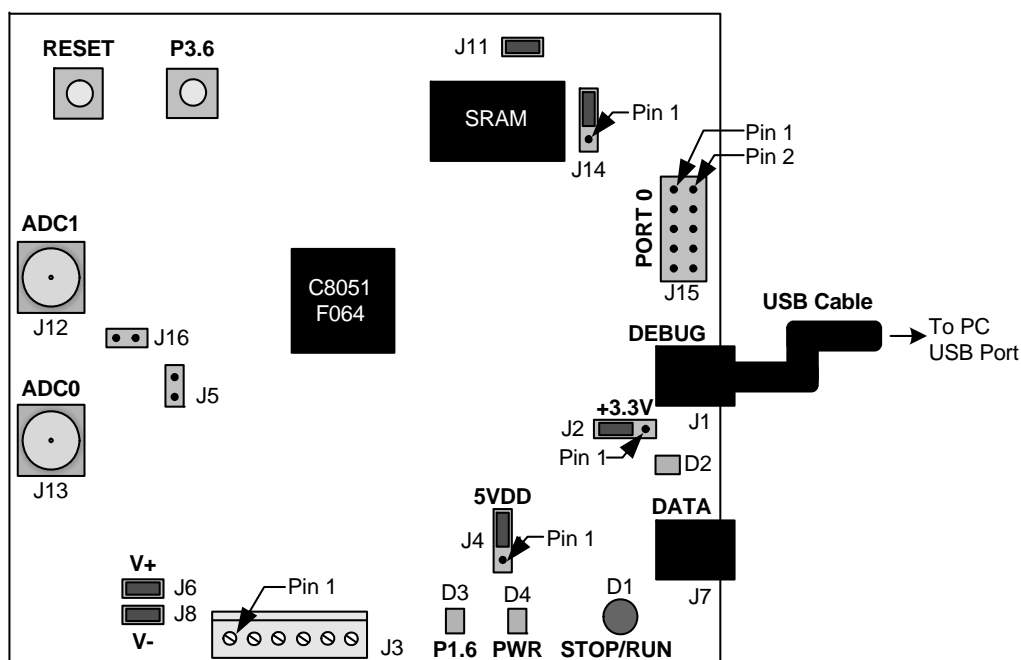 RESET
P3.6
J11
SRAM
Pin 1
J14
Pin 1
Pin 2
PORT 0
J15
ADC1
J12
C8051
F064
USB Cable
To PC
USB Port
J16
DEBUG
J5
ADC0
J1
+3.3V
J2
Pin 1
D2
J13
5VDD
J4
Pin 1
DATA
J7
V+
J6
J8
V-
Pin 1
J3
D3
P1.6
D4
PWR
D1
STOP/RUN